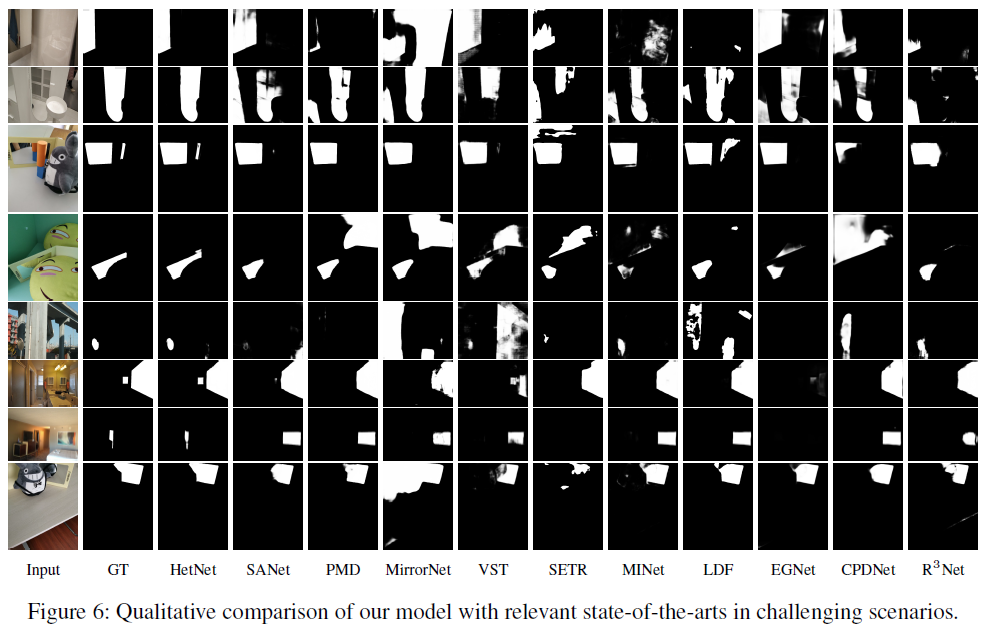 Input GT HetNet SANet PMD MirrorNet VST SETR MINet LDF EGNet CPDNet R³Net
Figure 6: Qualitative comparison of our model with relevant state-of-the-arts in challenging scenarios.